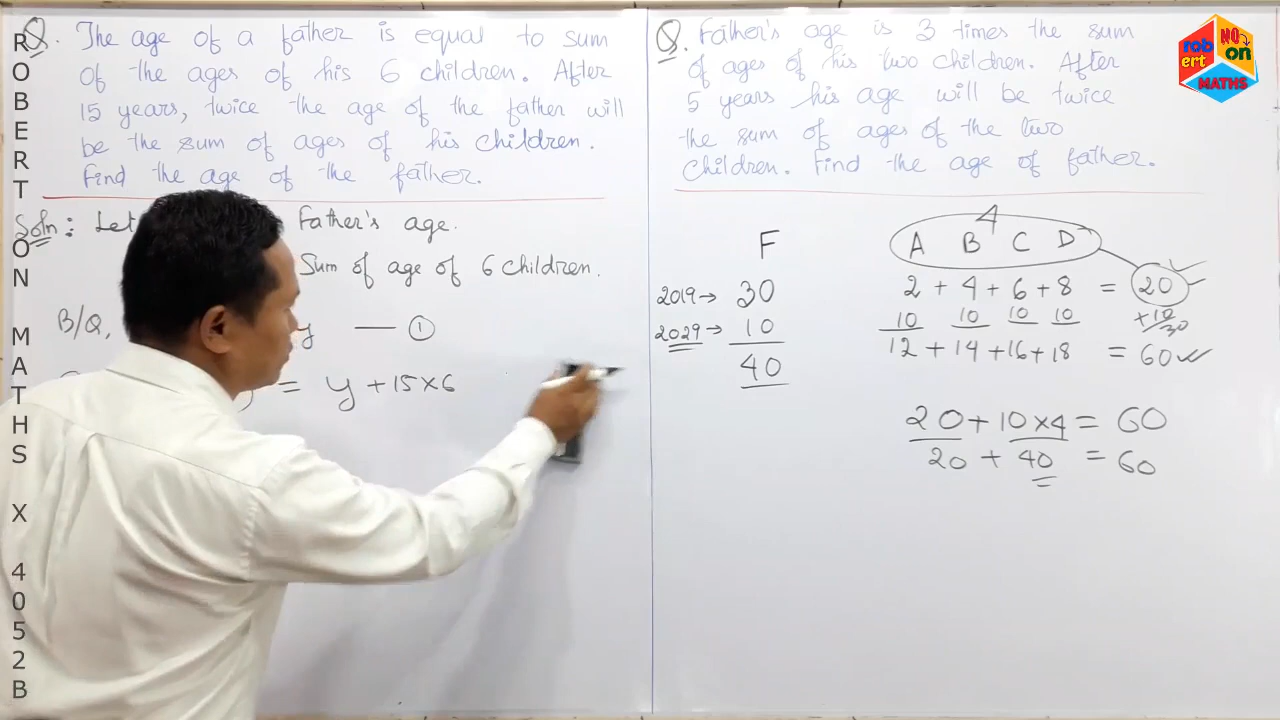 ROBERTON MATHS X 4052B
Q. The age of a father is equal to sum
of the ages of his 6 children. After
15 years, twice the age of the father will
be the sum of ages of his children.
Find the age of the father.
Soln: Let Father's age.
Sum of age of 6 children.
B/Q, y — ①
) = y + 15×6
Q. Father's age is 3 times the sum
of ages of his two children. After
5 years his age will be twice
the sum of ages of the two
children. Find the age of father.
robert NO on
MATHS
F
2019 → 30
2029 → 10
40
4
A B C D
2 + 4 + 6 + 8 = 20
10 10 10 10 +10
30
12 + 14 + 16 + 18 = 60
20 + 10×4 = 60
20 + 40 = 60